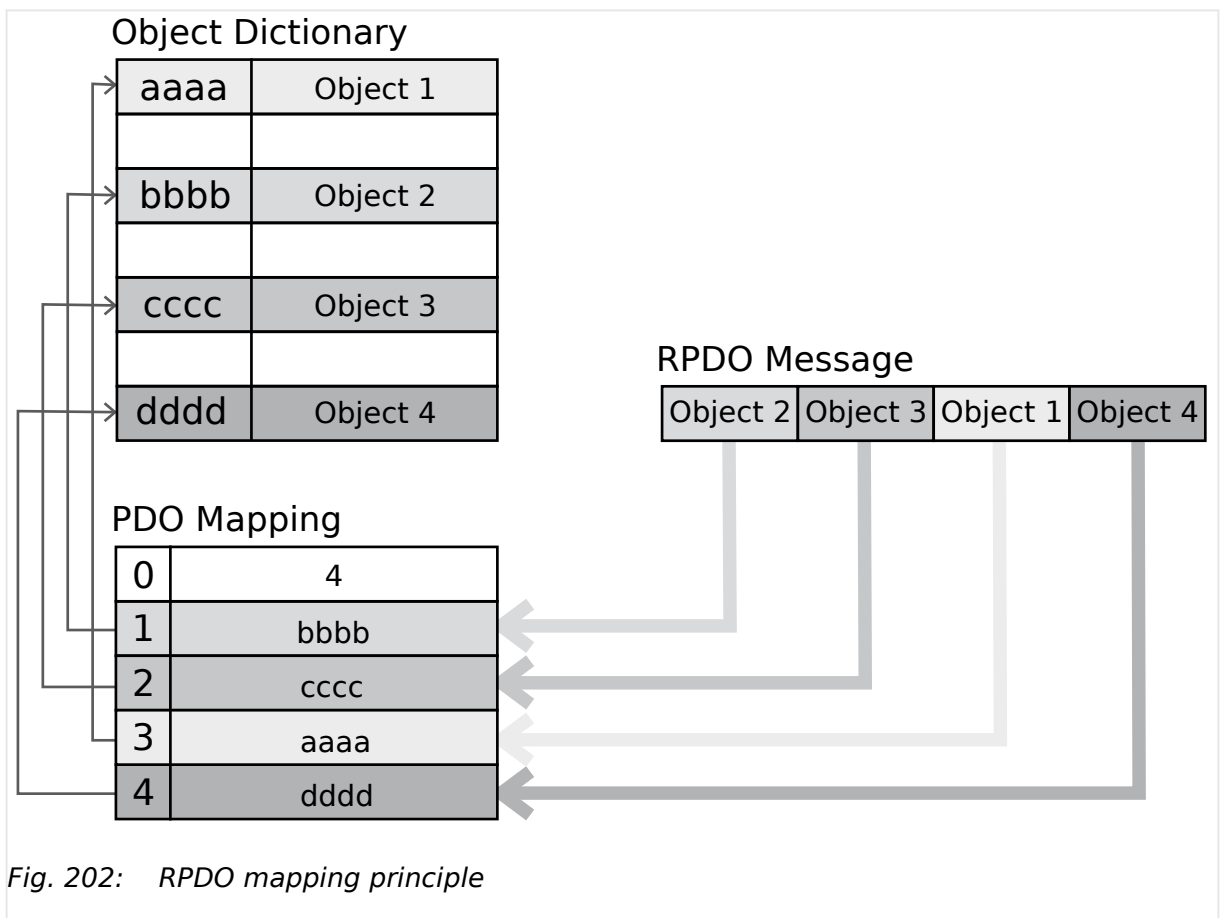 Object Dictionary
aaaa Object 1
bbbb Object 2
cccc Object 3
dddd Object 4
RPDO Message
Object 2 Object 3 Object 1 Object 4
PDO Mapping
0 4
1 bbbb
2 cccc
3 aaaa
4 dddd
Fig. 202: RPDO mapping principle